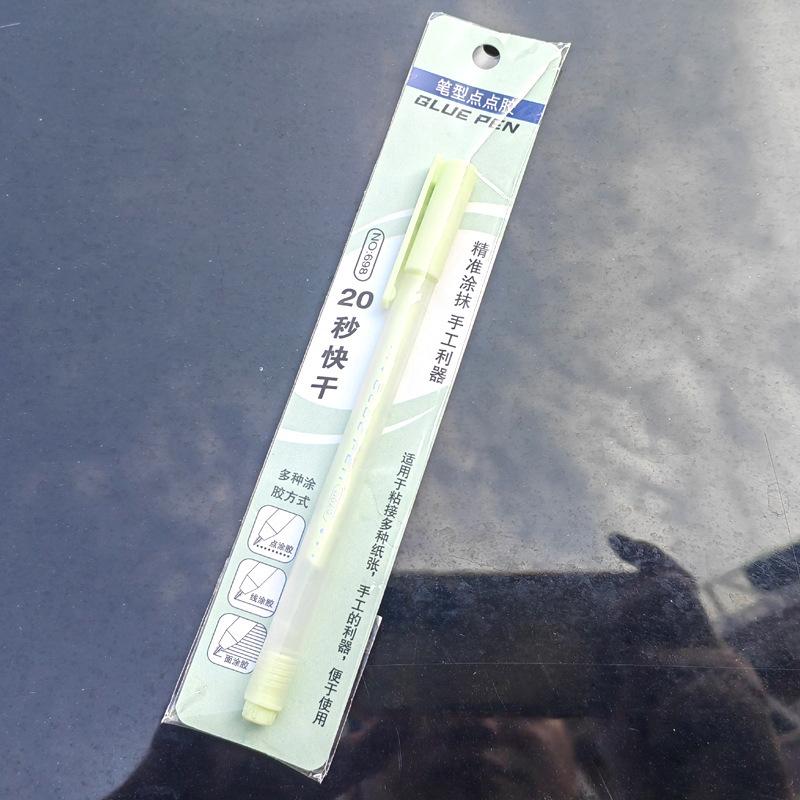 笔型点点胶
GLUE PEN
NO:698
20
秒
快
干
精准涂抹 手工利器
多种涂
胶方式
点涂胶
线涂胶
面涂胶
适用于粘接多种纸张，手工的利器，便于使用